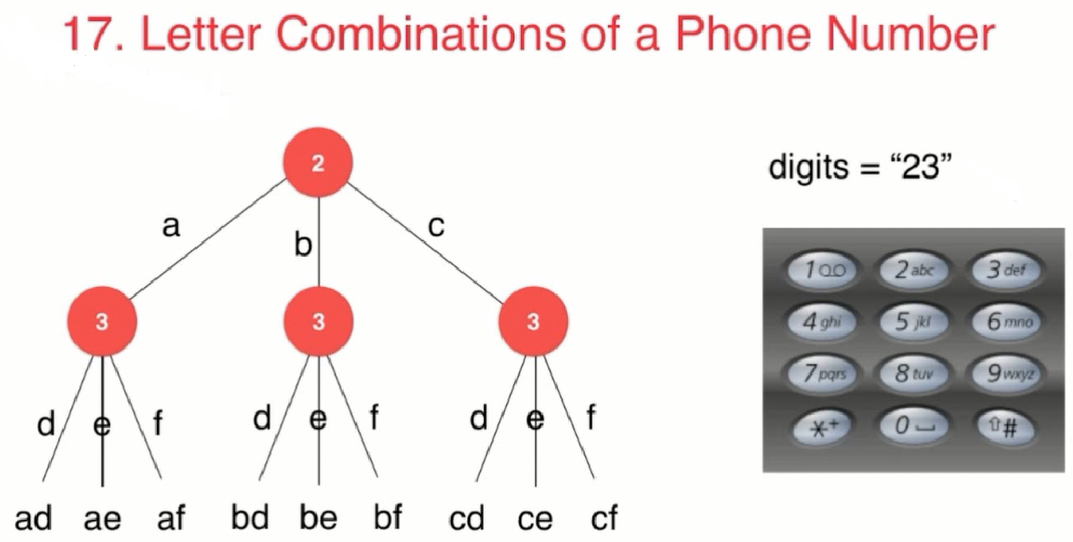 17. Letter Combinations of a Phone Number
2
digits = “23”
a
b
c
3
3
3
d e f
d e f
d e f
ad ae af bd be bf cd ce cf
1 2 abc 3 def
4 ghi 5 jkl 6 mno
7 pqrs 8 tuv 9 wxyz
*+ 0 ⇧#